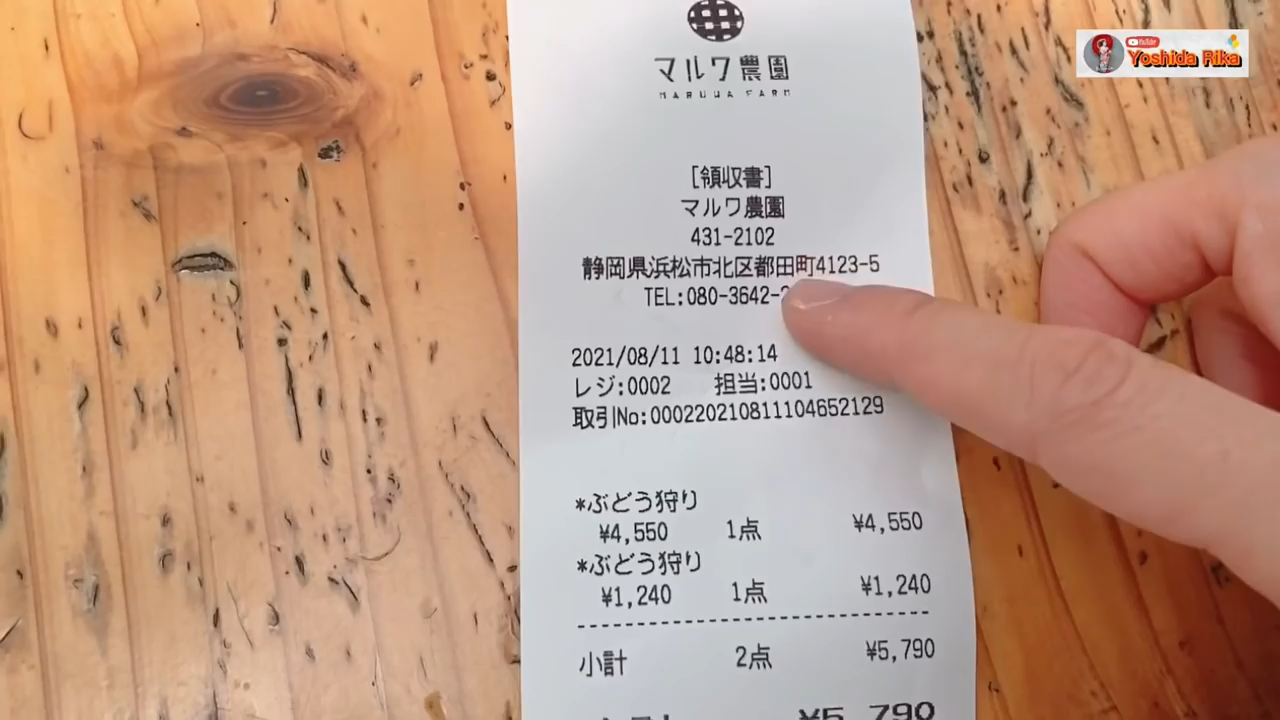 マルワ農園
MARUWA FARM
YouTube
Yoshida Rika
[領収書]
マルワ農園
431-2102
静岡県浜松市北区都田町4123-5
TEL:080-3642-
2021/08/11 10:48:14
レジ:0002 担当:0001
取引No:00022021081110465 2129
*ぶどう狩り
¥4,550 1点 ¥4,550
*ぶどう狩り
¥1,240 1点 ¥1,240
小計 2点 ¥5,790
¥5,790